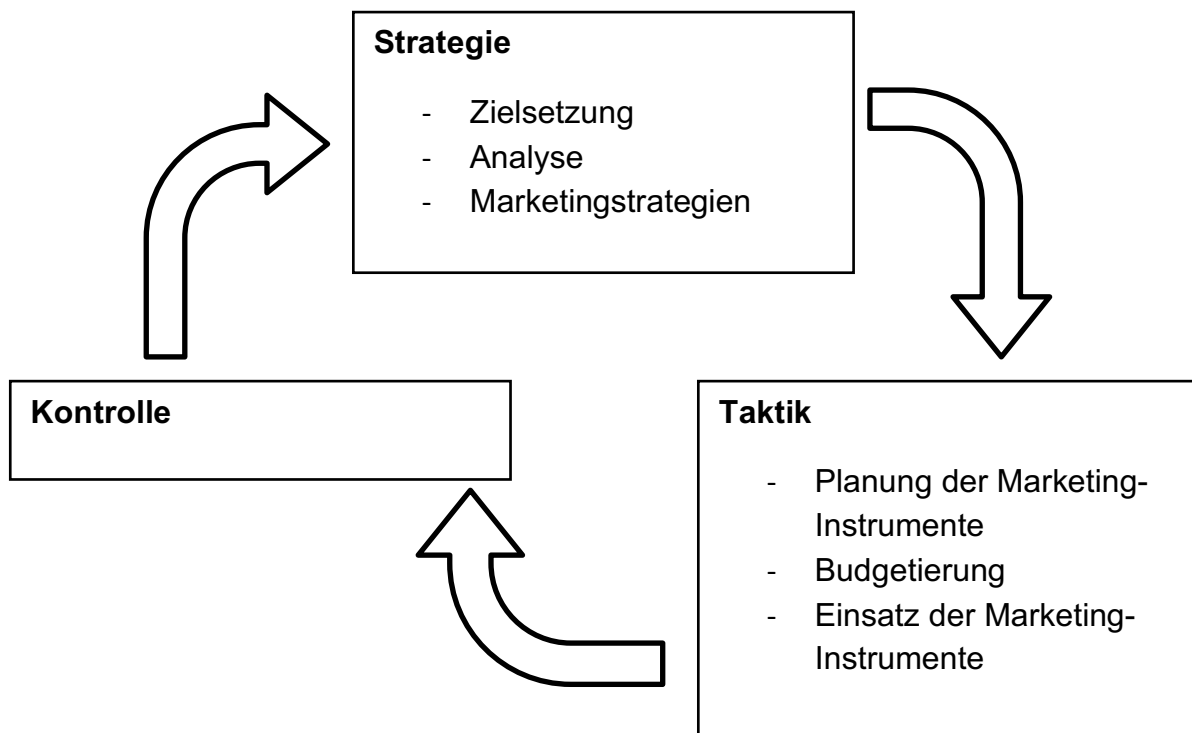 Strategie
- Zielsetzung
- Analyse
- Marketingstrategien
Kontrolle
Taktik
- Planung der Marketing-
Instrumente
- Budgetierung
- Einsatz der Marketing-
Instrumente